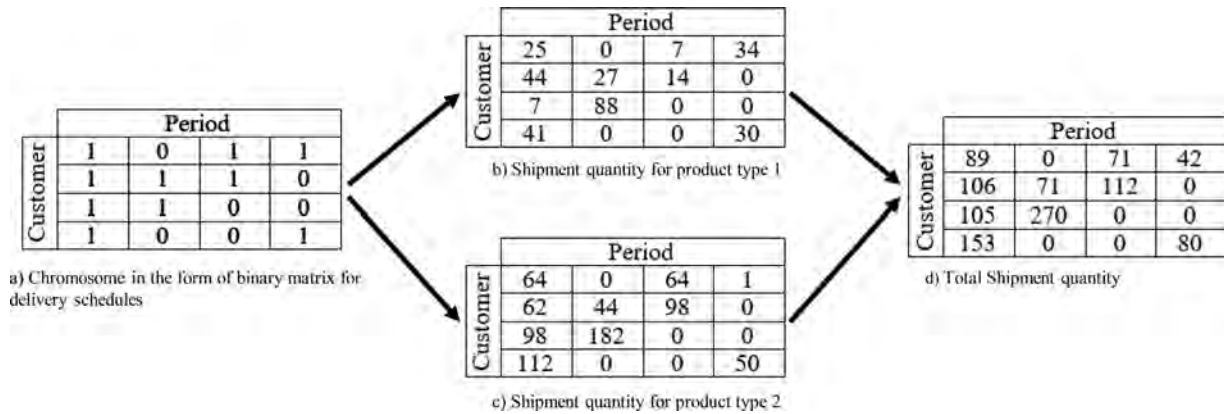 Period
Customer
1 0 1 1
1 1 1 0
1 1 0 0
1 0 0 1
a) Chromosome in the form of binary matrix for
delivery schedules
Period
Customer
25 0 7 34
44 27 14 0
7 88 0 0
41 0 0 30
b) Shipment quantity for product type 1
Period
Customer
64 0 64 1
62 44 98 0
98 182 0 0
112 0 0 50
c) Shipment quantity for product type 2
Period
Customer
89 0 71 42
106 71 112 0
105 270 0 0
153 0 0 80
d) Total Shipment quantity